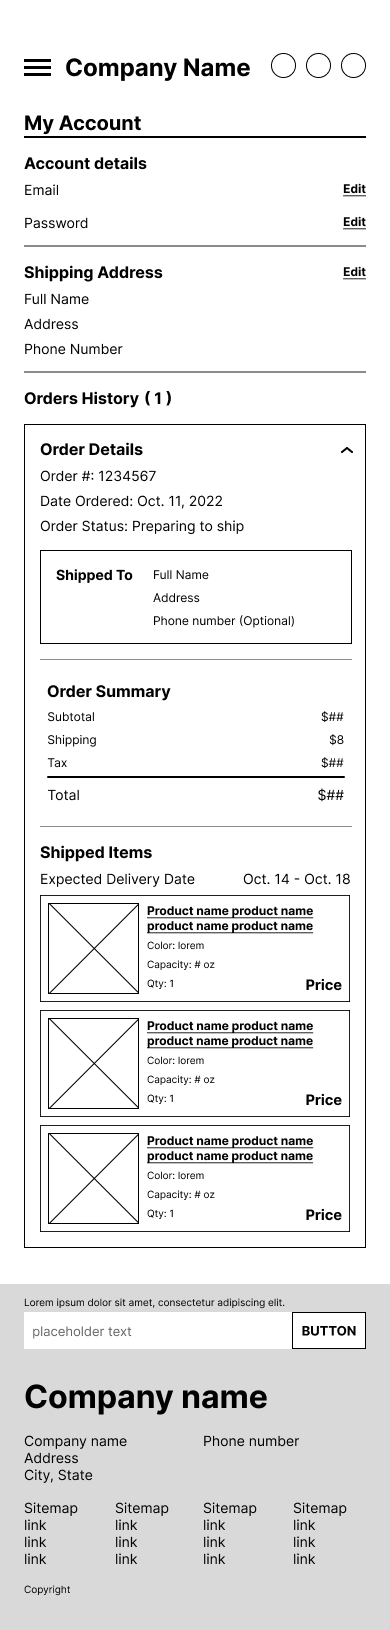 Company Name
My Account
Account details
Email Edit
Password Edit
Shipping Address Edit
Full Name
Address
Phone Number
Orders History ( 1 )
Order Details
Order #: 1234567
Date Ordered: Oct. 11, 2022
Order Status: Preparing to ship
Shipped To Full Name
Address
Phone number (Optional)
Order Summary
Subtotal $##
Shipping $8
Tax $##
Total $##
Shipped Items
Expected Delivery Date Oct. 14 - Oct. 18
Product name product name
product name product name
Color: lorem
Capacity: # oz
Qty: 1 Price
Product name product name
product name product name
Color: lorem
Capacity: # oz
Qty: 1 Price
Product name product name
product name product name
Color: lorem
Capacity: # oz
Qty: 1 Price
Lorem ipsum dolor sit amet, consectetur adipiscing elit.
placeholder text BUTTON
Company name
Company name Phone number
Address
City, State
Sitemap Sitemap Sitemap Sitemap
link link link link
link link link link
link link link link
Copyright